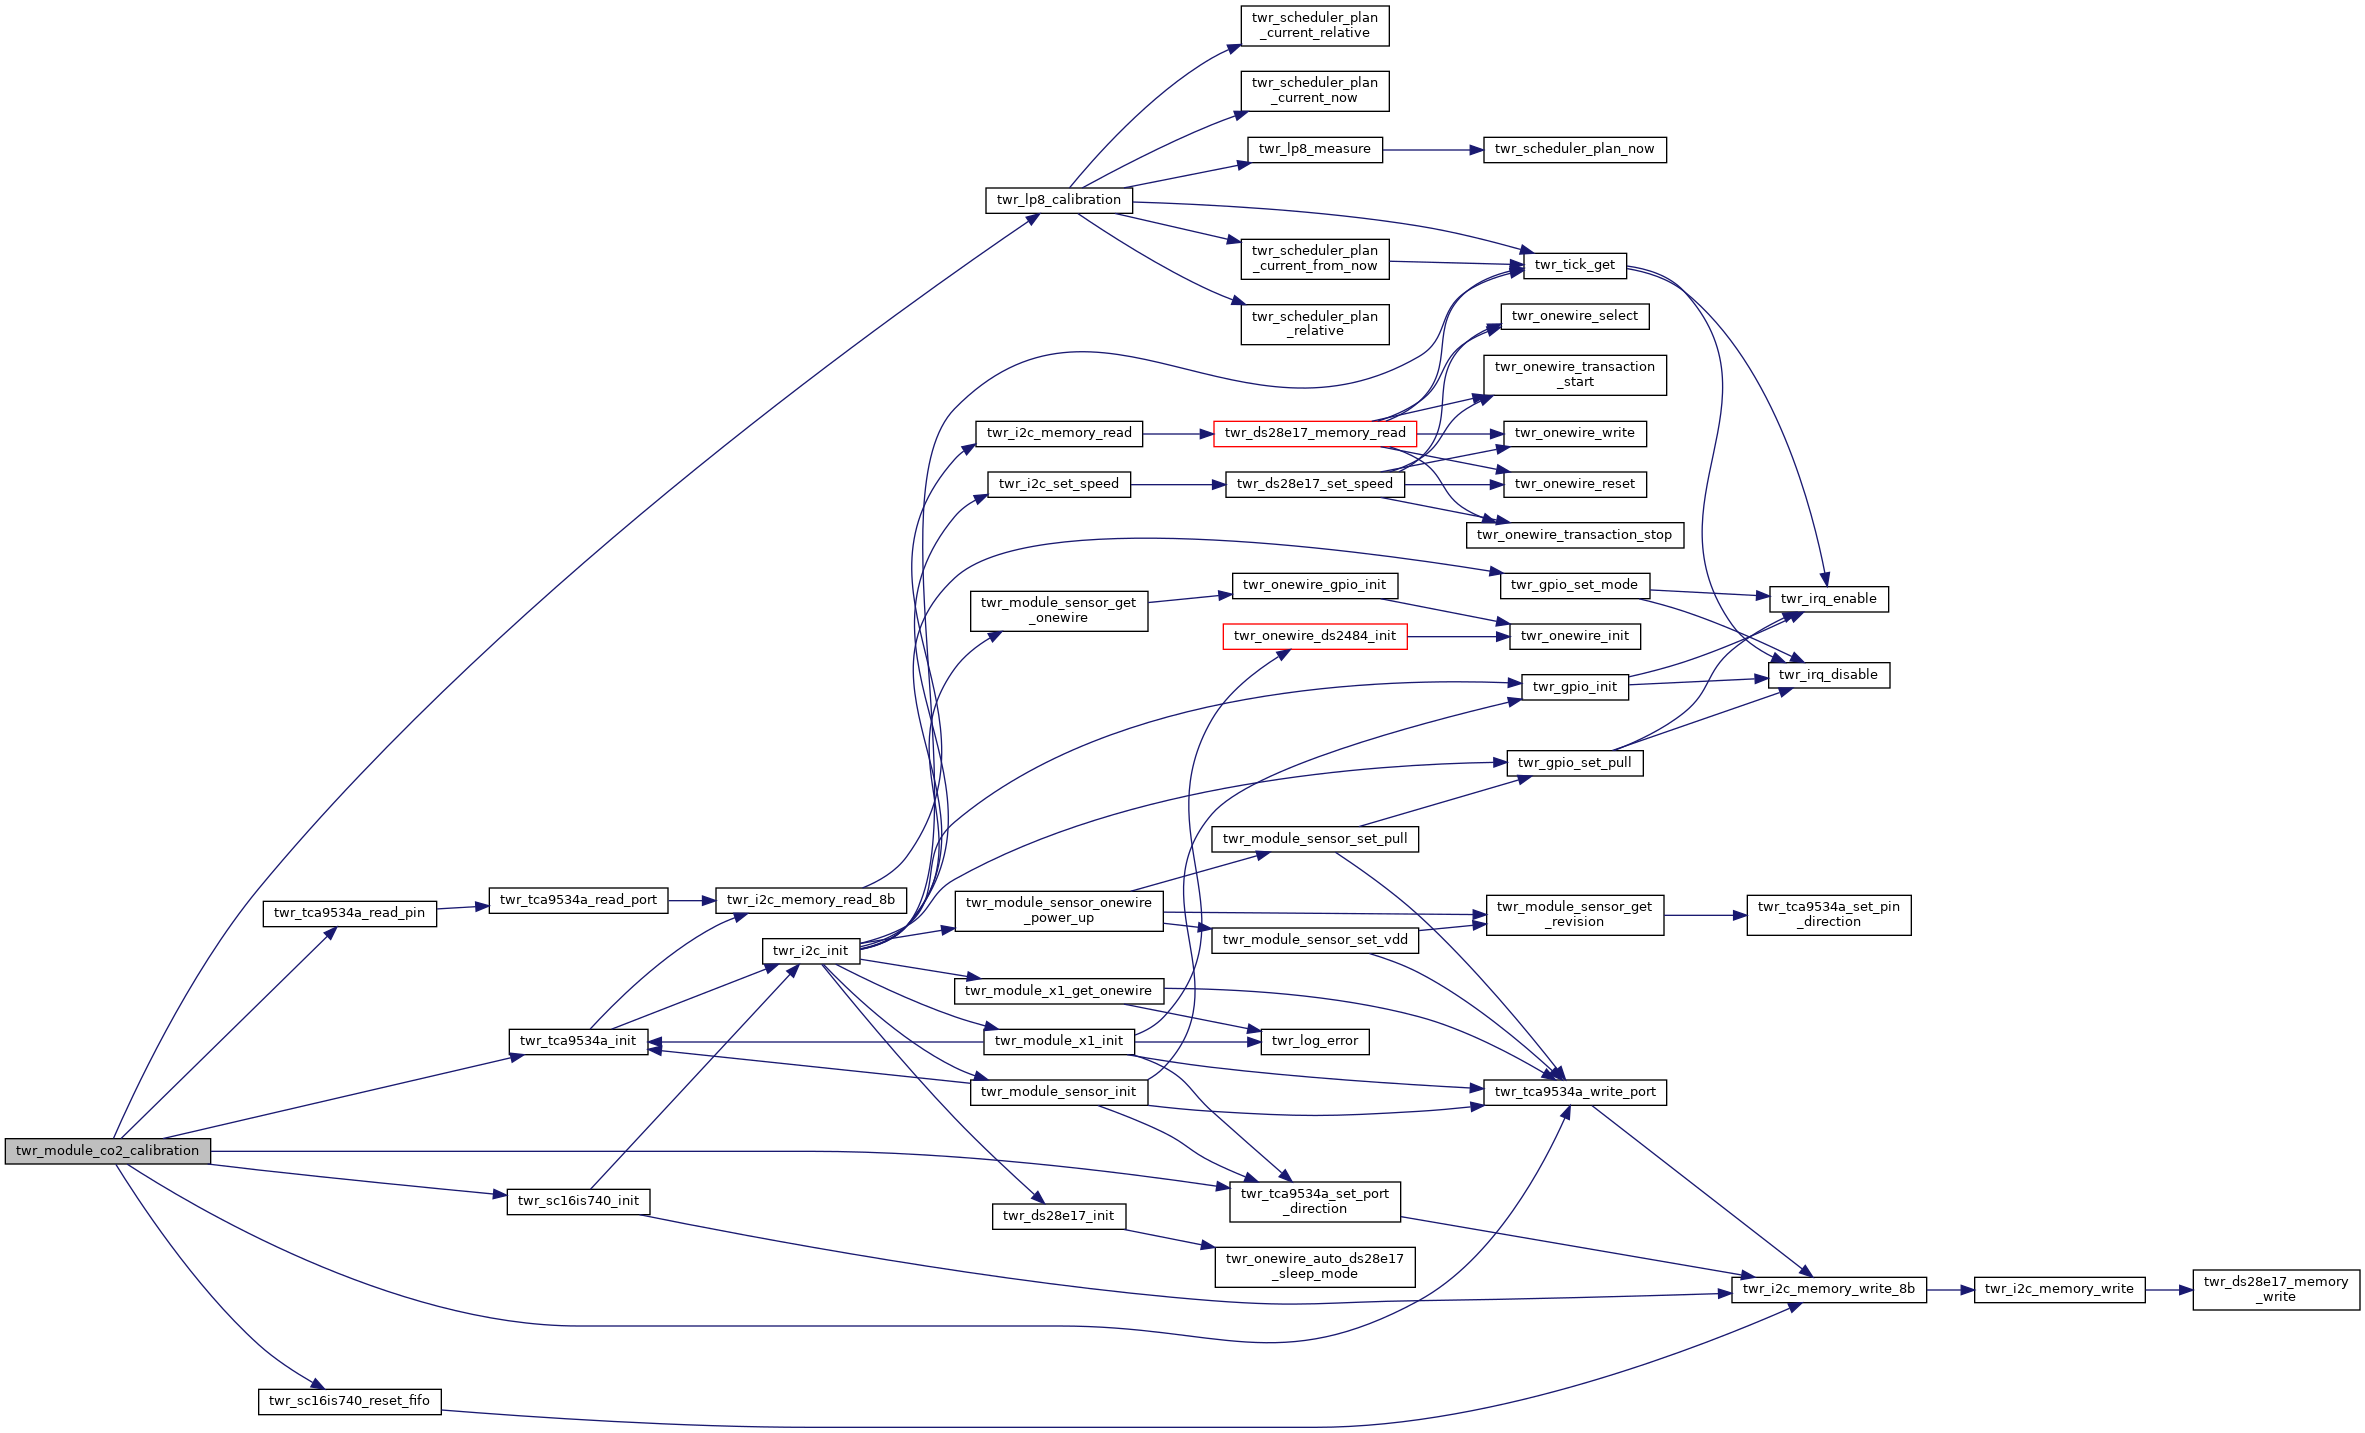 twr_scheduler_plan
_current_relative
twr_scheduler_plan
_current_now
twr_lp8_measure
twr_scheduler_plan_now
twr_lp8_calibration
twr_scheduler_plan
_current_from_now
twr_tick_get
twr_scheduler_plan
_relative
twr_onewire_select
twr_onewire_transaction
_start
twr_i2c_memory_read
twr_ds28e17_memory_read
twr_onewire_write
twr_i2c_set_speed
twr_ds28e17_set_speed
twr_onewire_reset
twr_onewire_transaction_stop
twr_onewire_gpio_init
twr_gpio_set_mode
twr_irq_enable
twr_module_sensor_get
_onewire
twr_onewire_ds2484_init
twr_onewire_init
twr_irq_disable
twr_gpio_init
twr_gpio_set_pull
twr_module_sensor_set_pull
twr_tca9534a_read_pin
twr_tca9534a_read_port
twr_i2c_memory_read_8b
twr_module_sensor_onewire
_power_up
twr_module_sensor_get
_revision
twr_tca9534a_set_pin
_direction
twr_module_sensor_set_vdd
twr_i2c_init
twr_module_x1_get_onewire
twr_tca9534a_init
twr_module_x1_init
twr_log_error
twr_module_sensor_init
twr_tca9534a_write_port
twr_module_co2_calibration
twr_sc16is740_init
twr_tca9534a_set_port
_direction
twr_ds28e17_init
twr_onewire_auto_ds28e17
_sleep_mode
twr_i2c_memory_write_8b
twr_i2c_memory_write
twr_ds28e17_memory
_write
twr_sc16is740_reset_fifo